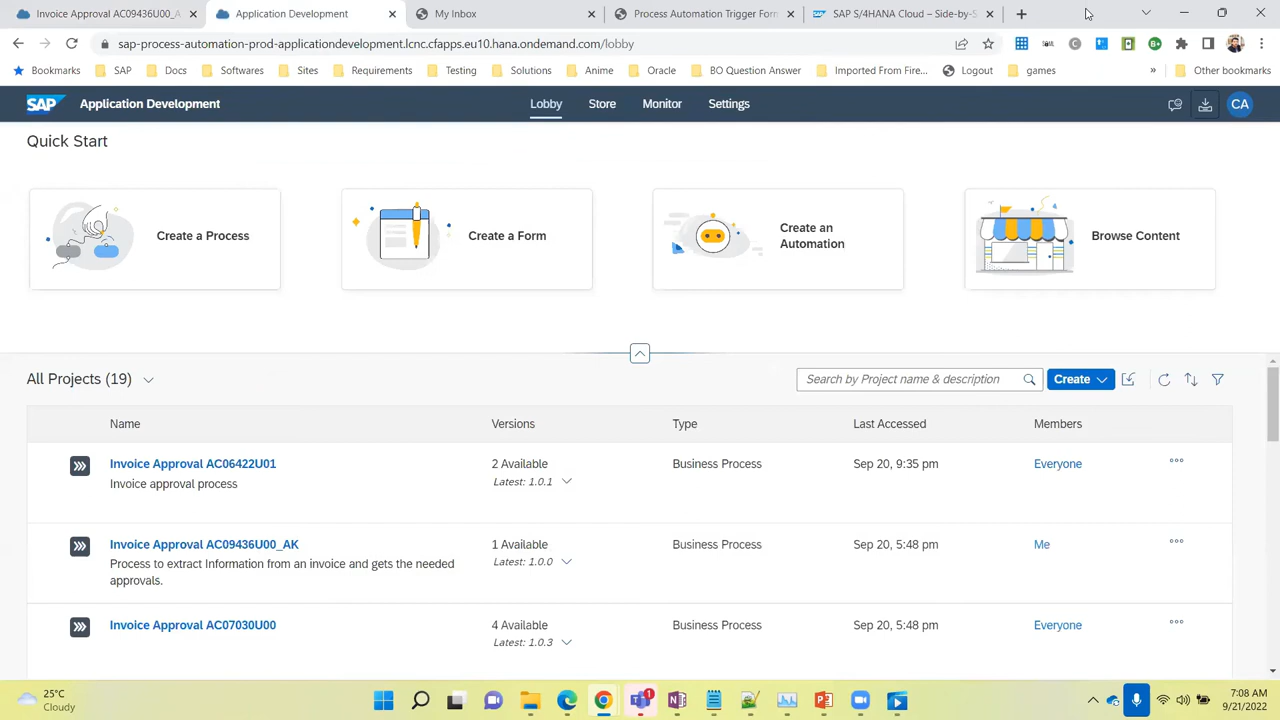 Invoice Approval AC09436U00_A
Application Development
My Inbox
Process Automation Trigger Form
SAP S/4HANA Cloud – Side-by-S
sap-process-automation-prod-applicationdevelopment.lcnc.cfapps.eu10.hana.ondemand.com/lobby
Bookmarks
SAP
Docs
Softwares
Sites
Requirements
Testing
Solutions
Anime
Oracle
BO Question Answer
Imported From Fire...
Logout
games
»
Other bookmarks
SAP
Application Development
Lobby
Store
Monitor
Settings
CA
Quick Start
Create a Process
Create a Form
Create an
Automation
Browse Content
All Projects (19)
Search by Project name & description
Create
Name
Versions
Type
Last Accessed
Members
Invoice Approval AC06422U01
2 Available
Business Process
Sep 20, 9:35 pm
Everyone
Invoice approval process
Latest: 1.0.1
Invoice Approval AC09436U00_AK
1 Available
Business Process
Sep 20, 5:48 pm
Me
Process to extract Information from an invoice and gets the needed
approvals.
Latest: 1.0.0
Invoice Approval AC07030U00
4 Available
Business Process
Sep 20, 5:48 pm
Everyone
Latest: 1.0.3
25°C
Cloudy
1
7:08 AM
9/21/2022